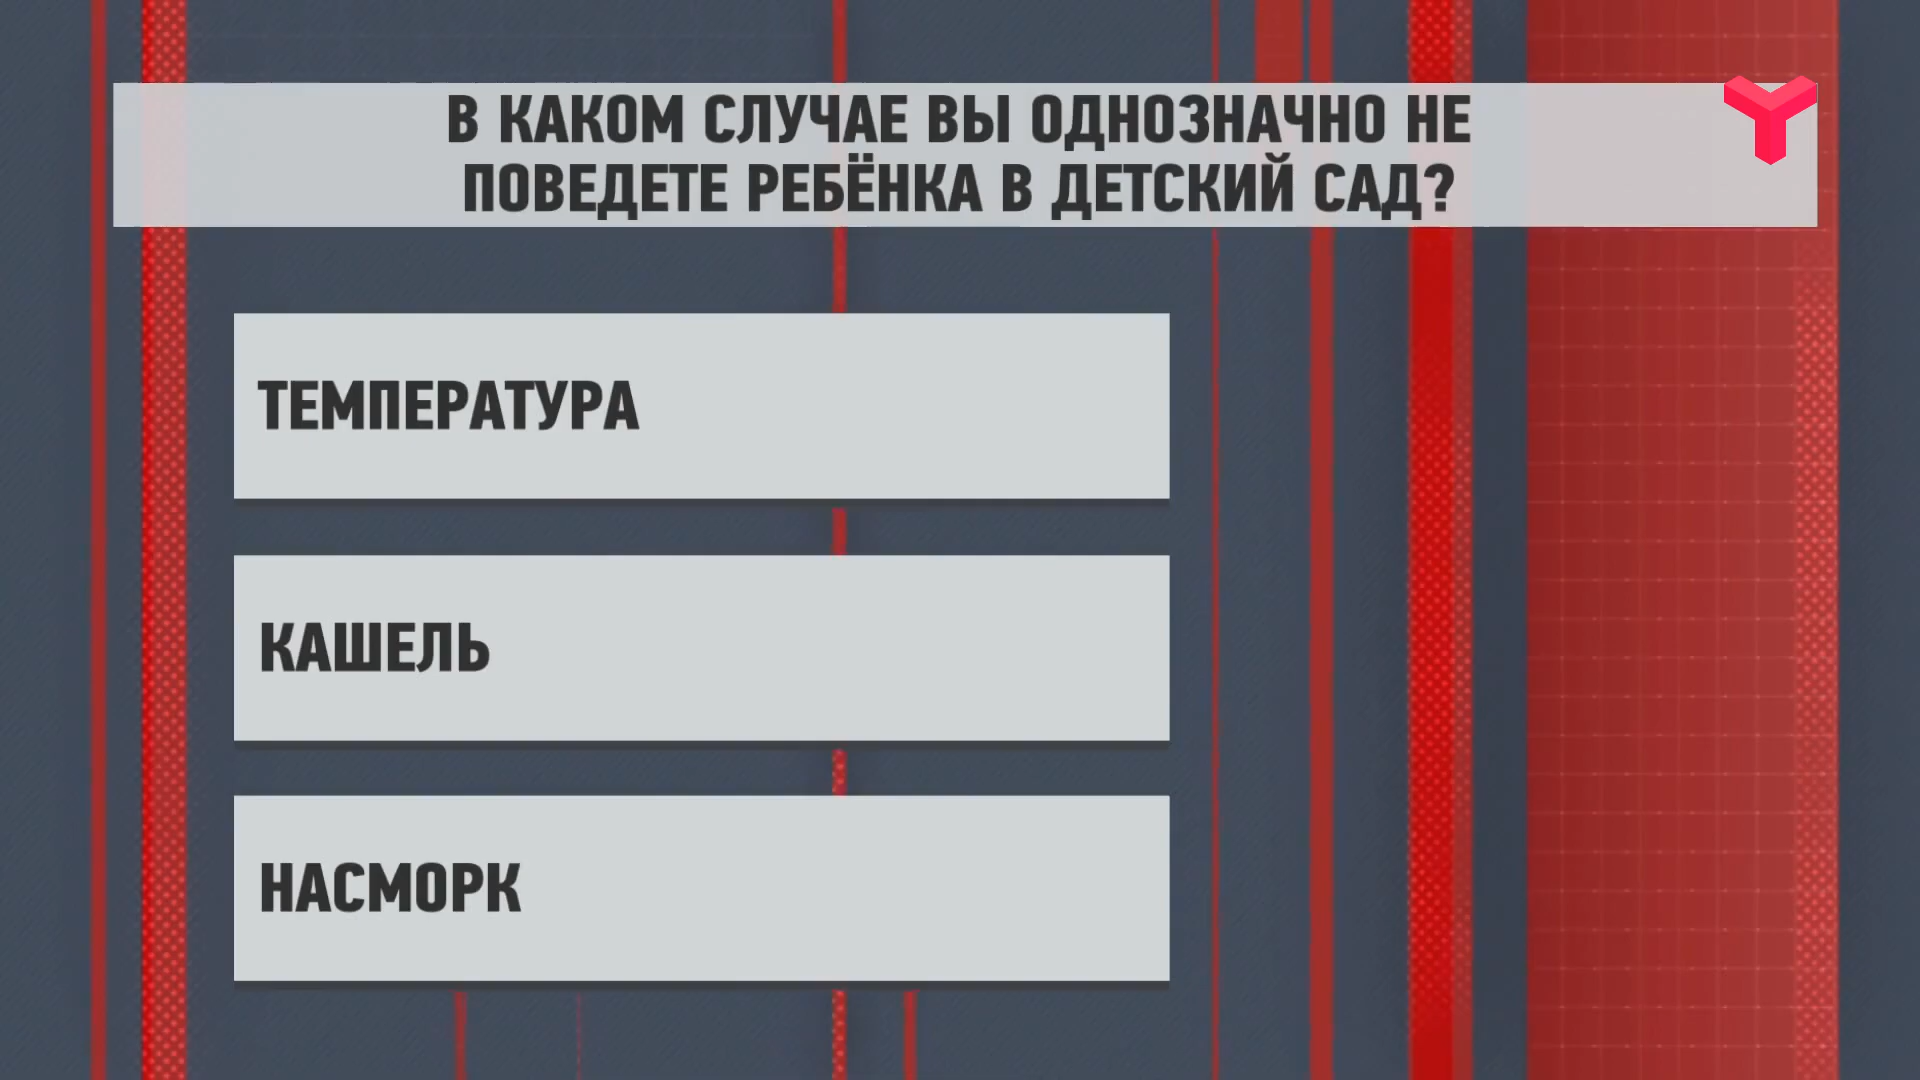 В КАКОМ СЛУЧАЕ ВЫ ОДНОЗНАЧНО НЕ
ПОВЕДЕТЕ РЕБЁНКА В ДЕТСКИЙ САД?
ТЕМПЕРАТУРА
КАШЕЛЬ
НАСМОРК